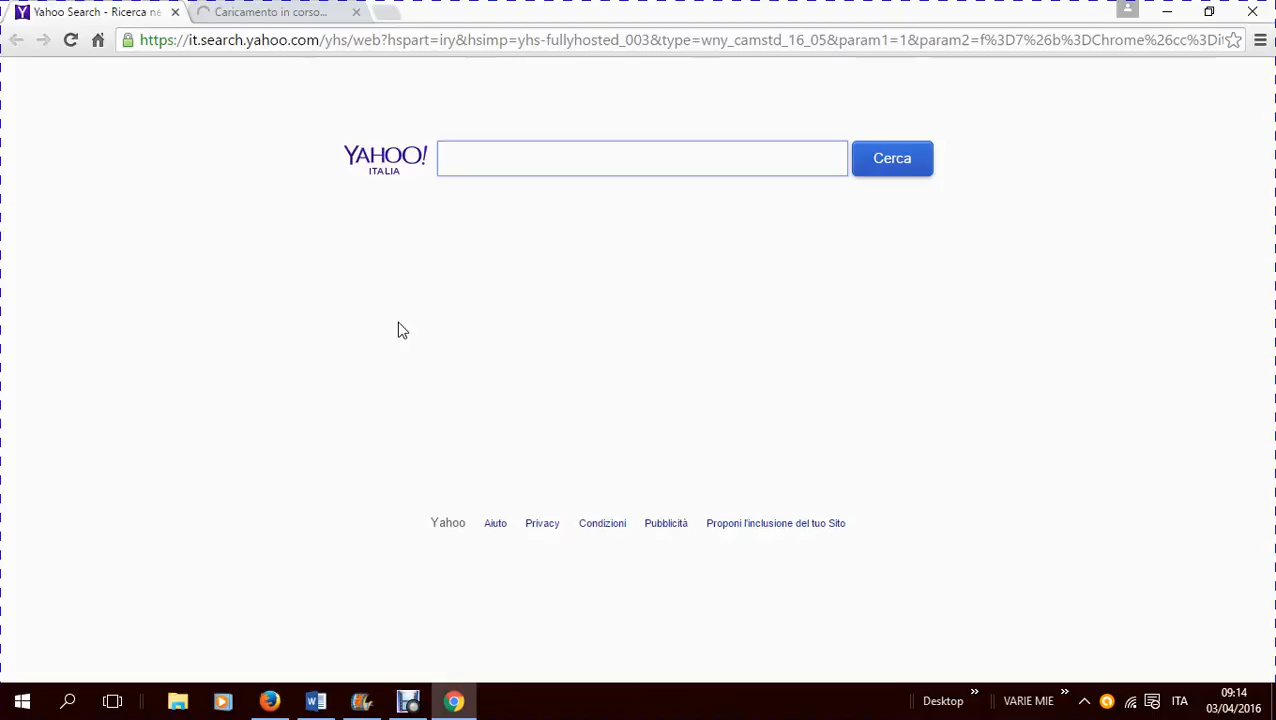 Yahoo Search - Ricerca ne
Caricamento in corso...
https://it.search.yahoo.com/yhs/web?hspart=iry&hsimp=yhs-fullyhosted_003&type=wny_camstd_16_05&param1=1&param2=f%3D7%26b%3DChrome%26cc%3Di
YAHOO!
ITALIA
Cerca
Yahoo Aiuto Privacy Condizioni Pubblicità Proponi l'inclusione del tuo Sito
Desktop » VARIE MIE » ITA 09:14
03/04/2016